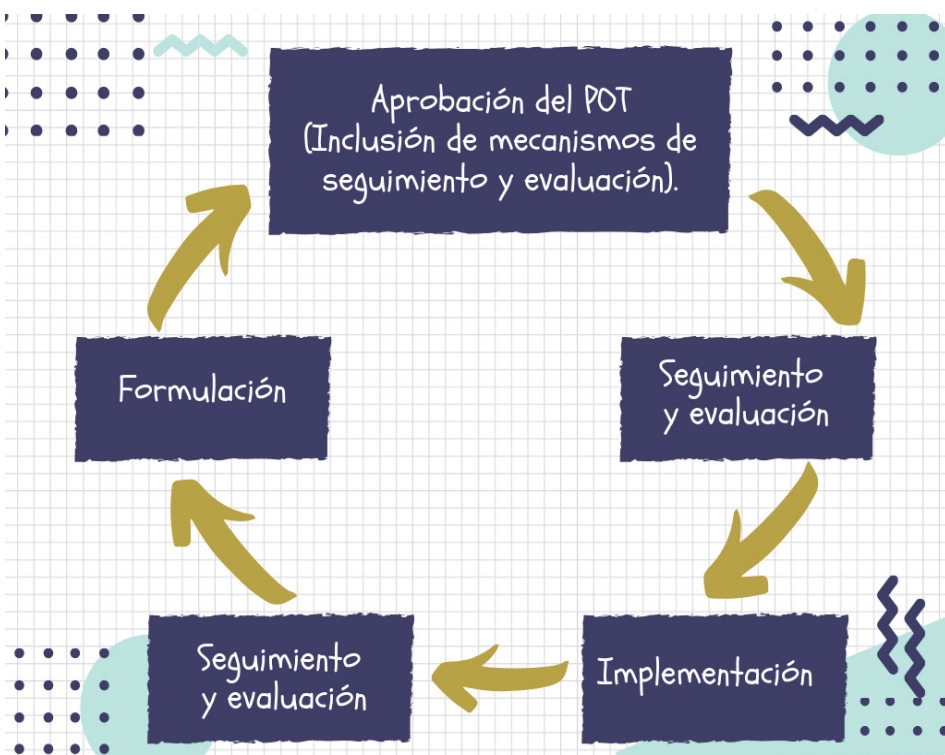 Aprobación del POT
(Inclusión de mecanismos de
seguimiento y evaluación).
Formulación
Seguimiento
y evaluación
Seguimiento
y evaluación
Implementación